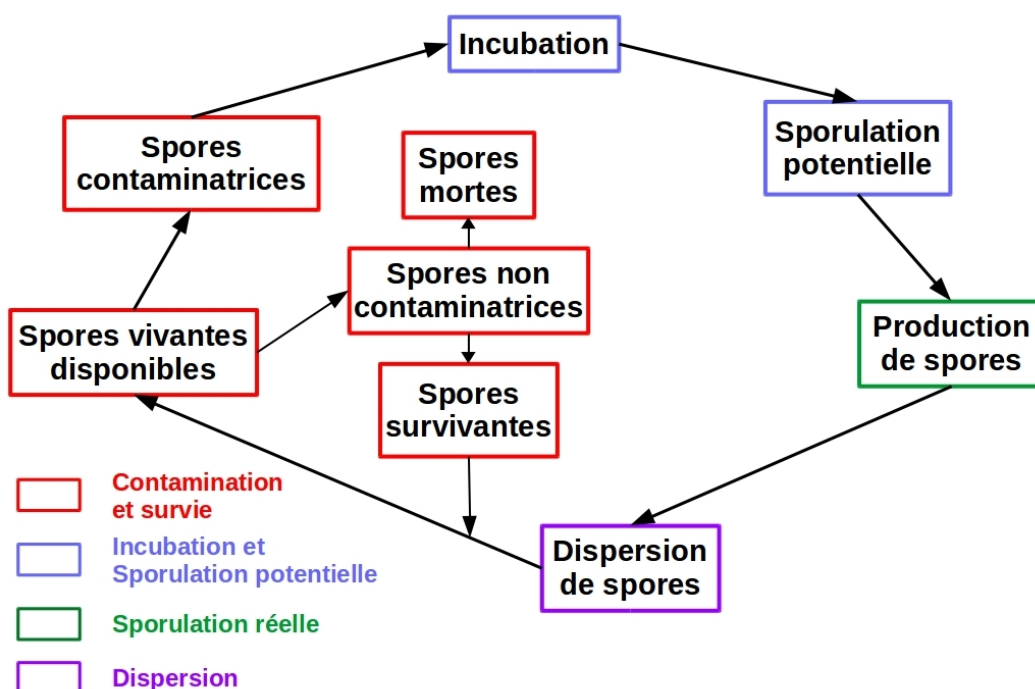 Incubation
Sporulation
potentielle
Spores
contaminatrices
Spores
mortes
Spores non
contaminatrices
Spores vivantes
disponibles
Production
de spores
Spores
survivantes
Dispersion
de spores
Contamination
et survie
Incubation et
Sporulation potentielle
Sporulation réelle
Dispersion